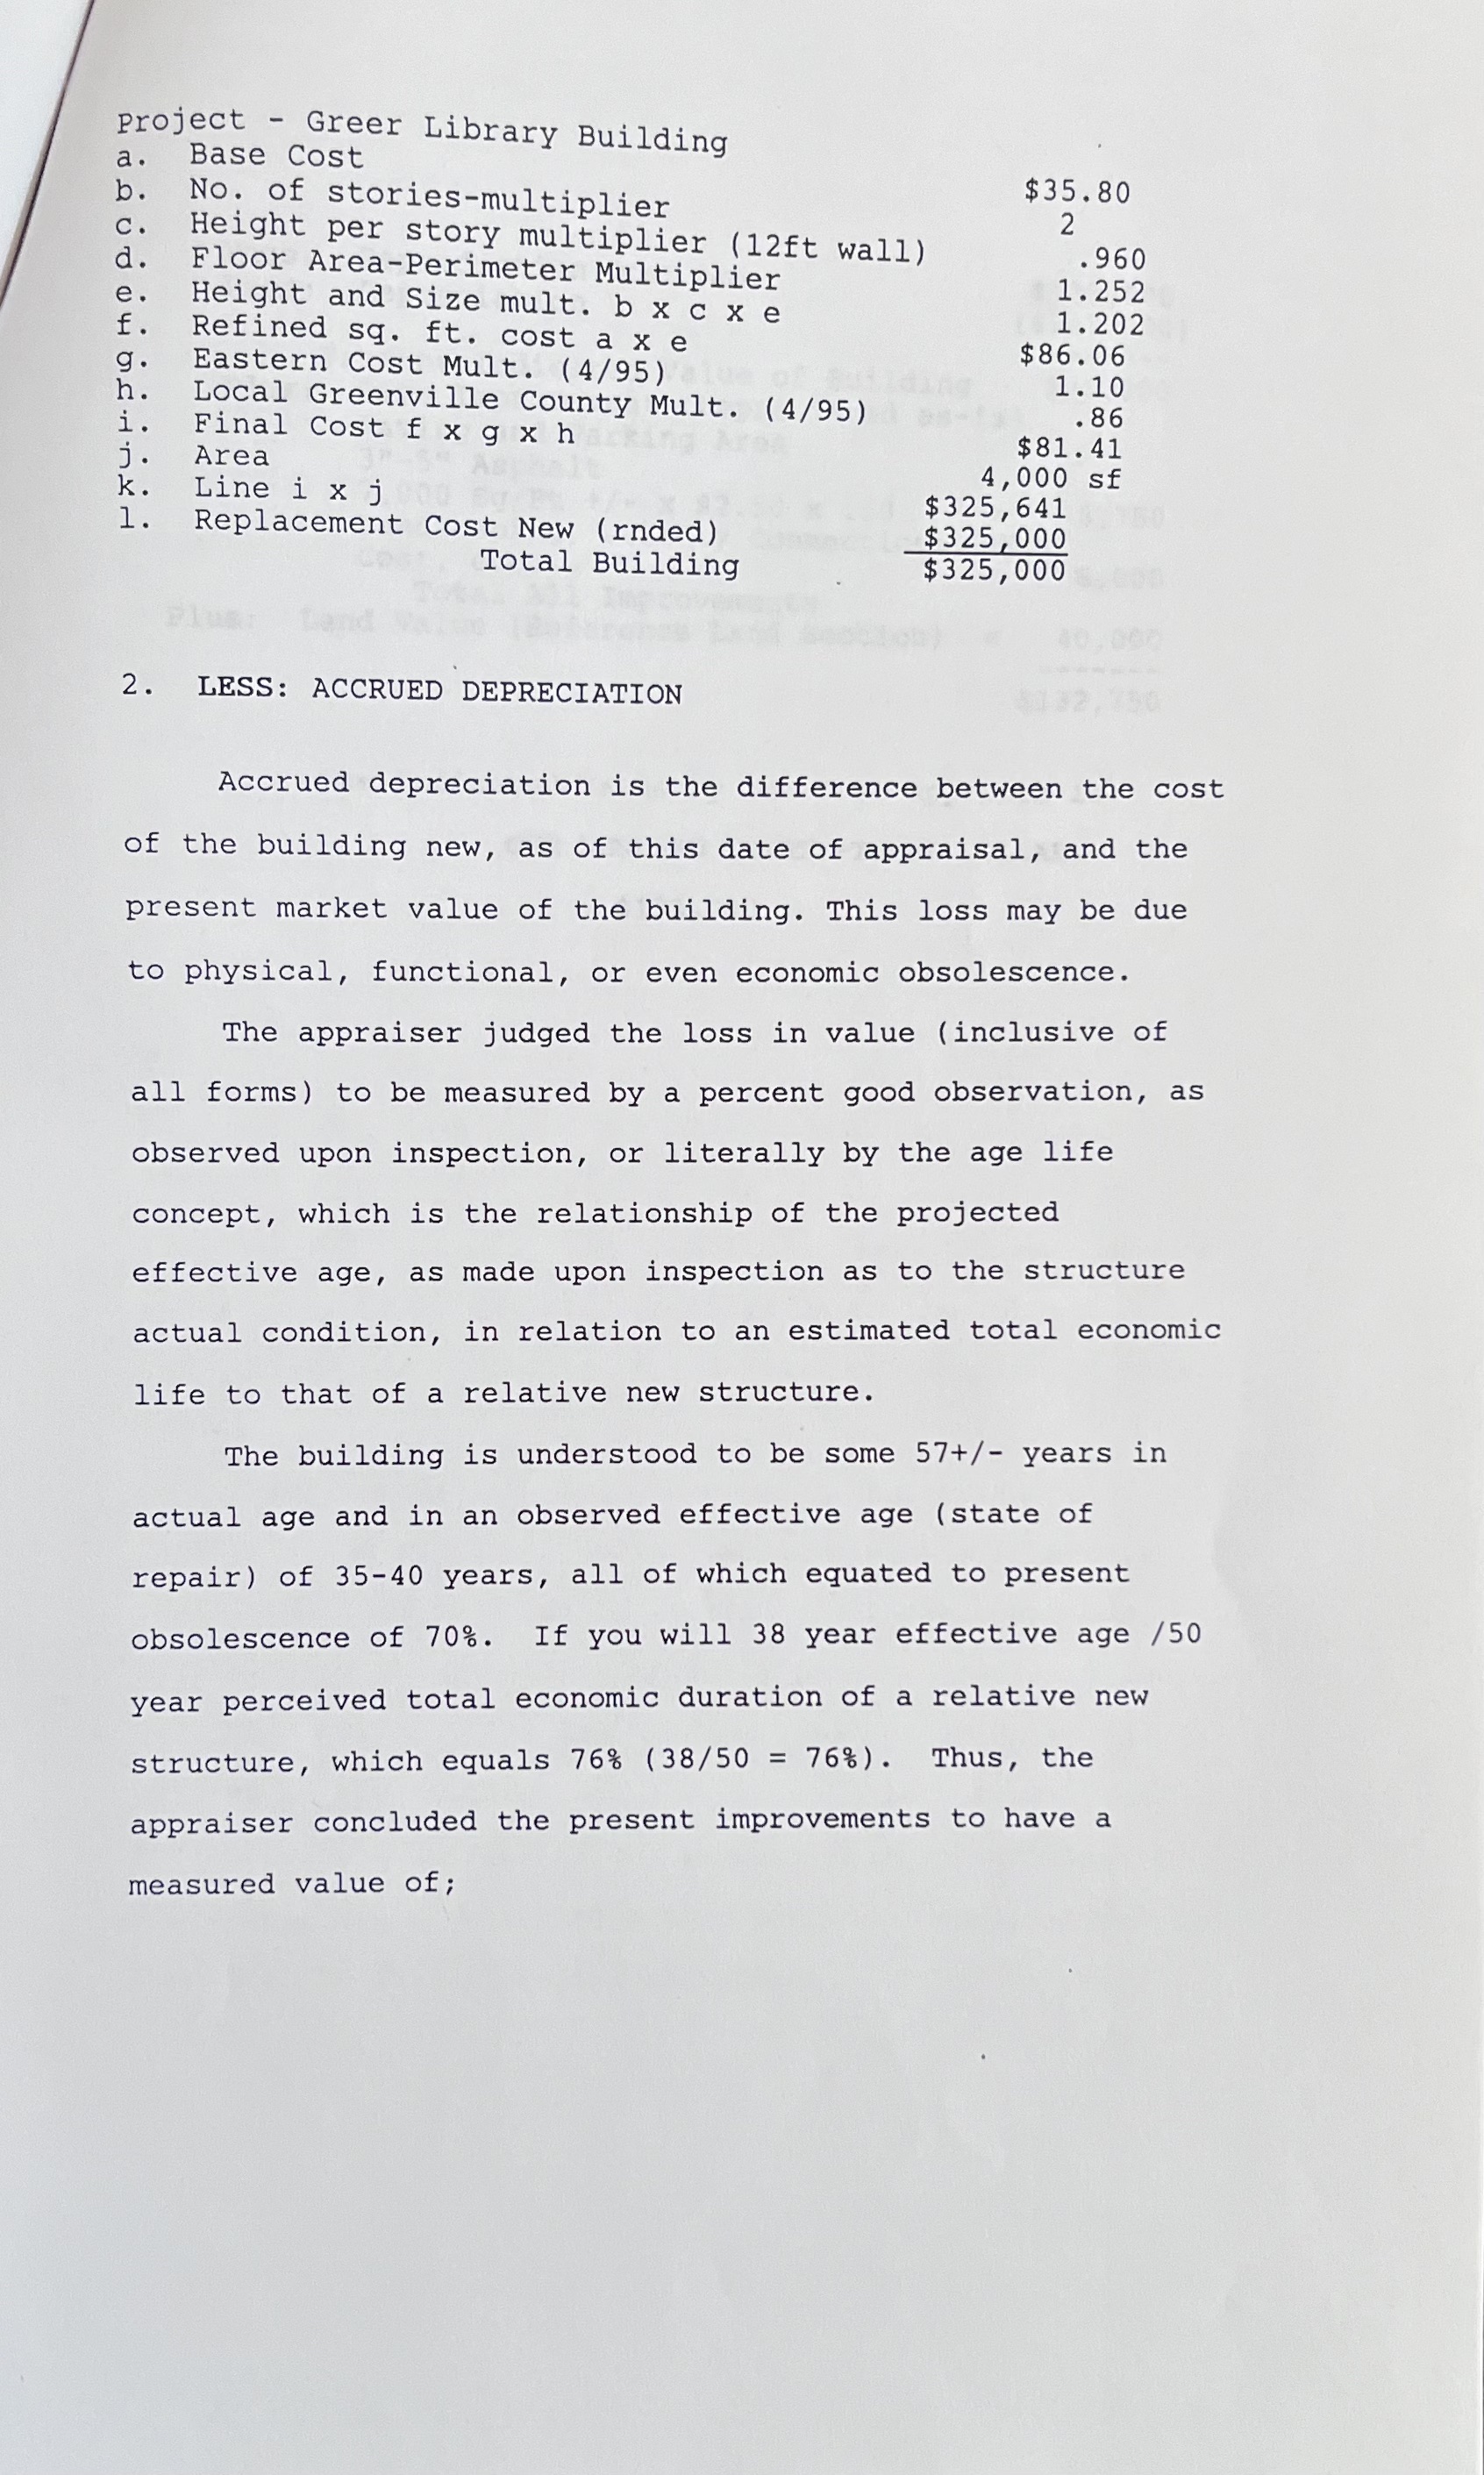 Project - Greer Library Building
a. Base Cost $35.80
b. No. of stories-multiplier 2
c. Height per story multiplier (12ft wall) .960
d. Floor Area-Perimeter Multiplier 1.252
e. Height and Size mult. b x c x e 1.202
f. Refined sq. ft. cost a x e $86.06
g. Eastern Cost Mult. (4/95) 1.10
h. Local Greenville County Mult. (4/95) .86
i. Final Cost f x g x h $81.41
j. Area 4,000 sf
k. Line i x j $325,641
l. Replacement Cost New (rnded) $325,000
Total Building $325,000
2. LESS: ACCRUED DEPRECIATION
Accrued depreciation is the difference between the cost
of the building new, as of this date of appraisal, and the
present market value of the building. This loss may be due
to physical, functional, or even economic obsolescence.
The appraiser judged the loss in value (inclusive of
all forms) to be measured by a percent good observation, as
observed upon inspection, or literally by the age life
concept, which is the relationship of the projected
effective age, as made upon inspection as to the structure
actual condition, in relation to an estimated total economic
life to that of a relative new structure.
The building is understood to be some 57+/- years in
actual age and in an observed effective age (state of
repair) of 35-40 years, all of which equated to present
obsolescence of 70%. If you will 38 year effective age /50
year perceived total economic duration of a relative new
structure, which equals 76% (38/50 = 76%). Thus, the
appraiser concluded the present improvements to have a
measured value of;